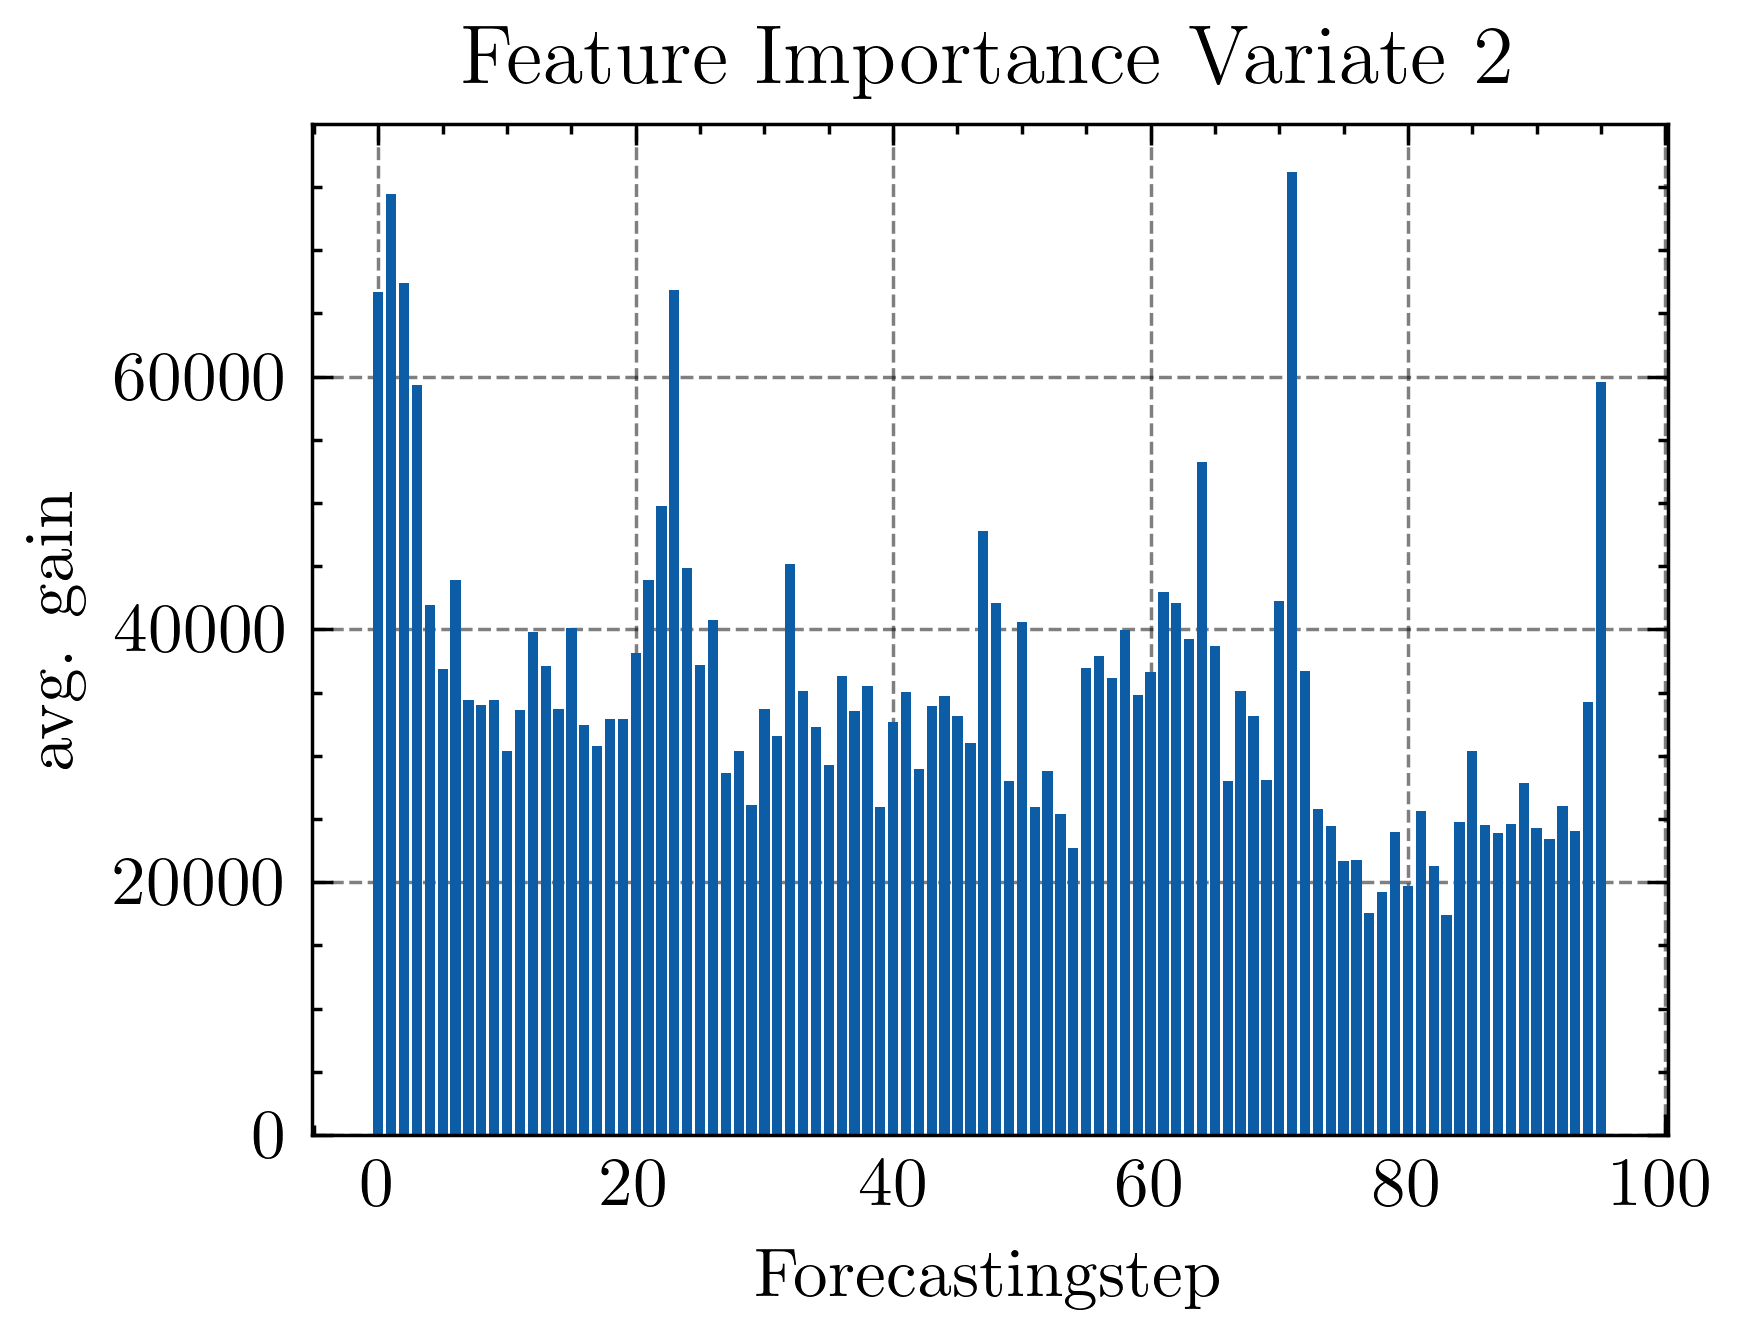 Feature Importance Variate 2
avg. gain
60000
40000
20000
0
0 20 40 60 80 100
Forecastingstep